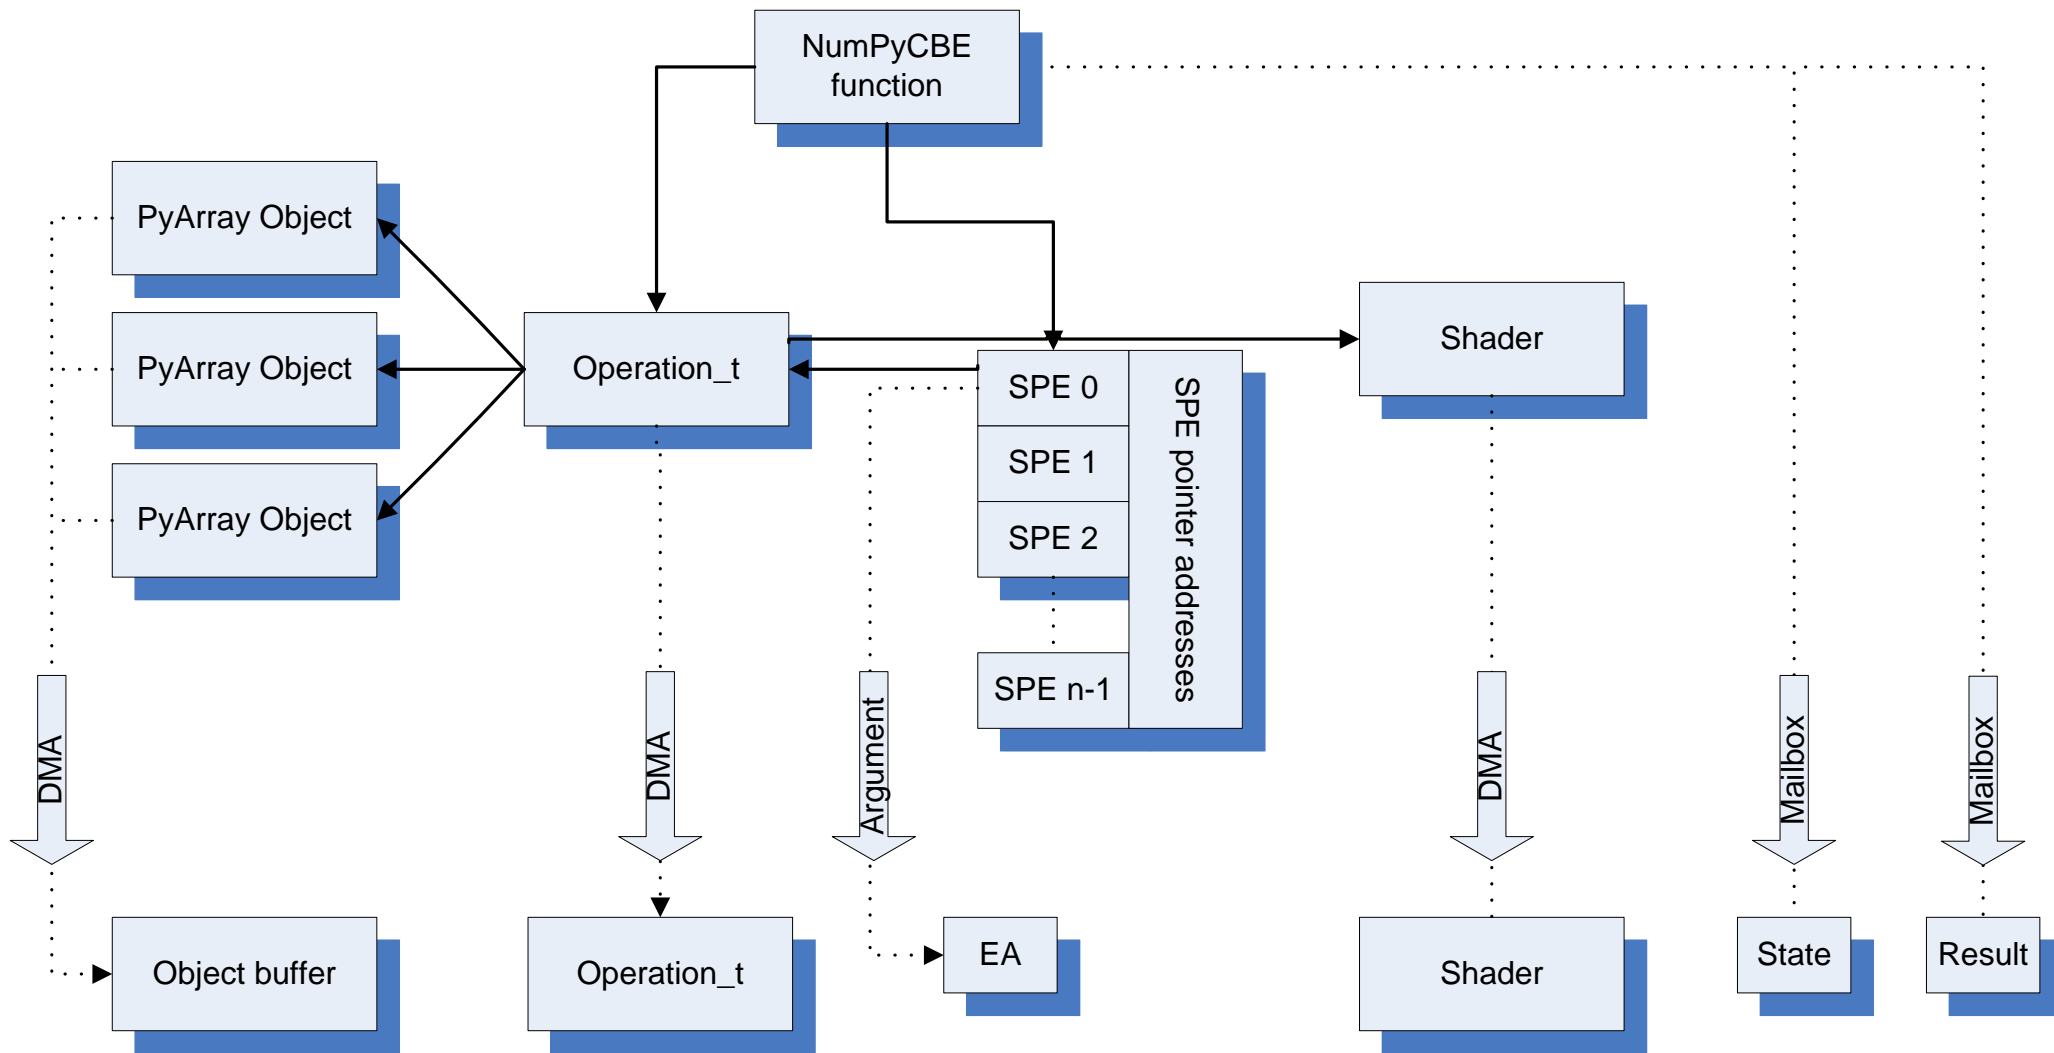 NumPyCBE
function
PyArray Object
PyArray Object
PyArray Object
Operation_t
Shader
SPE 0
SPE 1
SPE 2
SPE n-1
SPE pointer addresses
DMA
DMA
Argument
DMA
Mailbox
Mailbox
Object buffer
Operation_t
EA
Shader
State
Result